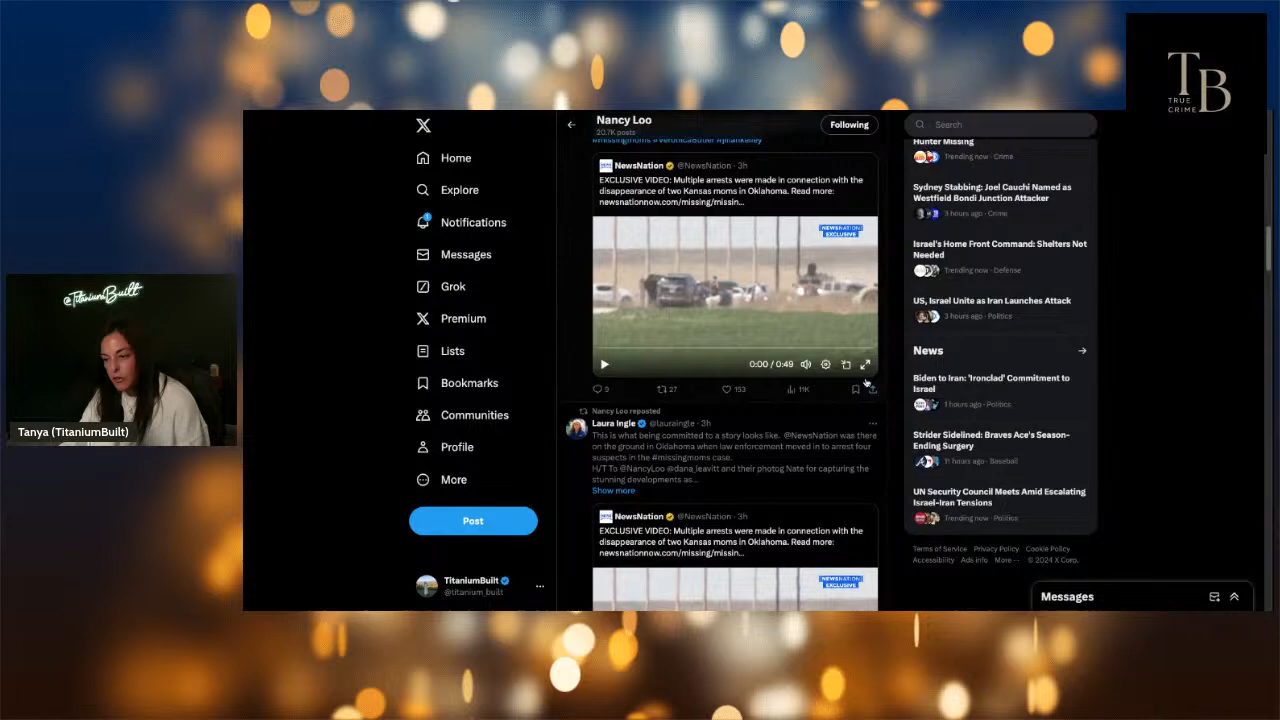 TB
TRUE
CRIME
@TitaniumBuilt
Tanya (TitaniumBuilt)
Home
Explore
1
Notifications
Messages
Grok
Premium
Lists
Bookmarks
Communities
Profile
More
Post
TitaniumBuilt
@titanium_built
Nancy Loo
20.7K posts
Following
#missingmoms #VeronicaButler #jilliankelley
NewsNation @NewsNation · 3h
EXCLUSIVE VIDEO: Multiple arrests were made in connection with the
disappearance of two Kansas moms in Oklahoma. Read more:
newsnationnow.com/missing/missin...
NEWSNATION
EXCLUSIVE
0:00 / 0:49
9
27
153
11K
Nancy Loo reposted
Laura Ingle @lauraingle · 3h
This is what being committed to a story looks like. @NewsNation was there
on the ground in Oklahoma when law enforcement moved in to arrest four
suspects in the #missingmoms case.
H/T To @NancyLoo @dana_leavitt and their photog Nate for capturing the
stunning developments as...
Show more
NewsNation @NewsNation · 3h
EXCLUSIVE VIDEO: Multiple arrests were made in connection with the
disappearance of two Kansas moms in Oklahoma. Read more:
newsnationnow.com/missing/missin...
NEWSNATION
EXCLUSIVE
Search
Hunter Missing
Trending now · Crime
Sydney Stabbing: Joel Cauchi Named as
Westfield Bondi Junction Attacker
3 hours ago · Crime
Israel's Home Front Command: Shelters Not
Needed
Trending now · Defense
US, Israel Unite as Iran Launches Attack
3 hours ago · Politics
News
Biden to Iran: 'Ironclad' Commitment to
Israel
1 hours ago · Politics
Strider Sidelined: Braves Ace's Season-
Ending Surgery
11 hours ago · Baseball
UN Security Council Meets Amid Escalating
Israel-Iran Tensions
Trending now · Politics
Terms of Service Privacy Policy Cookie Policy
Accessibility Ads info More ··· © 2024 X Corp.
Messages